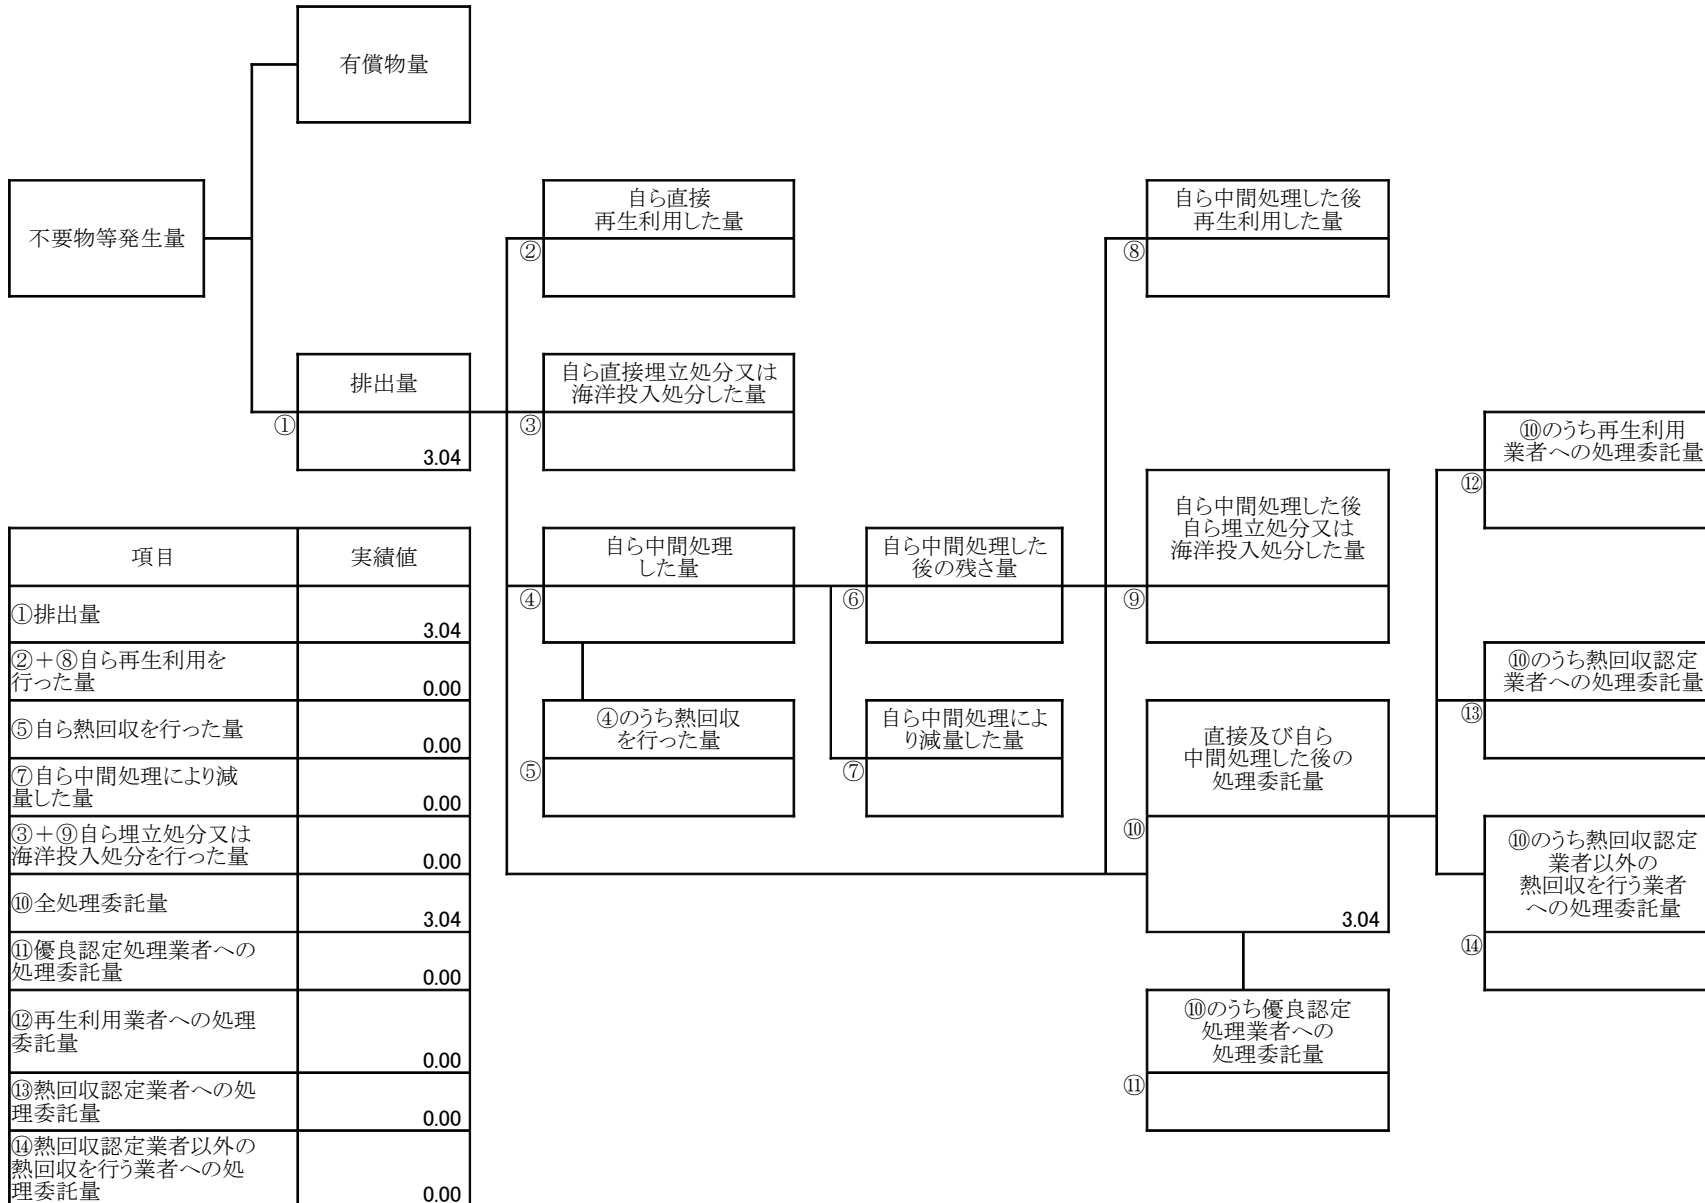 有償物量
不要物等発生量
自ら直接
再生利用した量
②
自ら中間処理した後
再生利用した量
⑧
排出量
①
3.04
自ら直接埋立処分又は
海洋投入処分した量
③
⑩のうち再生利用
業者への処理委託量
⑫
自ら中間処理
した量
④
自ら中間処理した
後の残さ量
⑥
自ら中間処理した後
自ら埋立処分又は
海洋投入処分した量
⑨
④のうち熱回収
を行った量
⑤
自ら中間処理によ
り減量した量
⑦
直接及び自ら
中間処理した後の
処理委託量
⑩
3.04
⑩のうち熱回収認定
業者への処理委託量
⑬
⑩のうち熱回収認定
業者以外の
熱回収を行う業者
への処理委託量
⑭
⑩のうち優良認定
処理業者への
処理委託量
⑪
項目 実績値
①排出量 3.04
②+⑧自ら再生利用を
行った量 0.00
⑤自ら熱回収を行った量 0.00
⑦自ら中間処理により減
量した量 0.00
③+⑨自ら埋立処分又は
海洋投入処分を行った量 0.00
⑩全処理委託量 3.04
⑪優良認定処理業者への
処理委託量 0.00
⑫再生利用業者への処理
委託量 0.00
⑬熱回収認定業者への処
理委託量 0.00
⑭熱回収認定業者以外の
熱回収を行う業者への処
理委託量 0.00